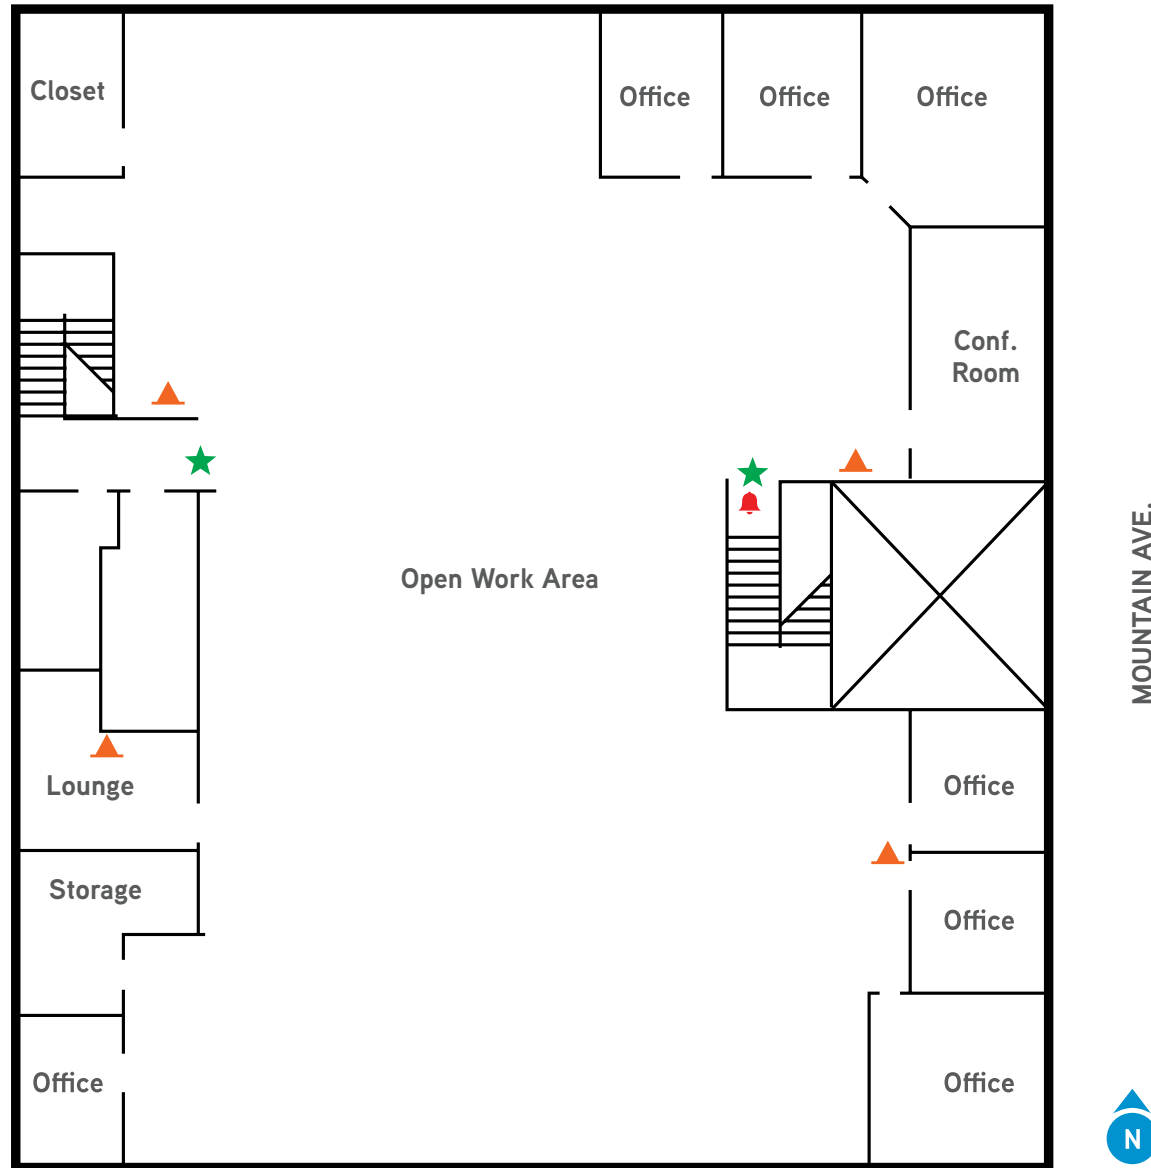 Closet
Office
Office
Office
Conf.
Room
MOUNTAIN AVE.
Open Work Area
Lounge
Office
Storage
Office
Office
Office
N